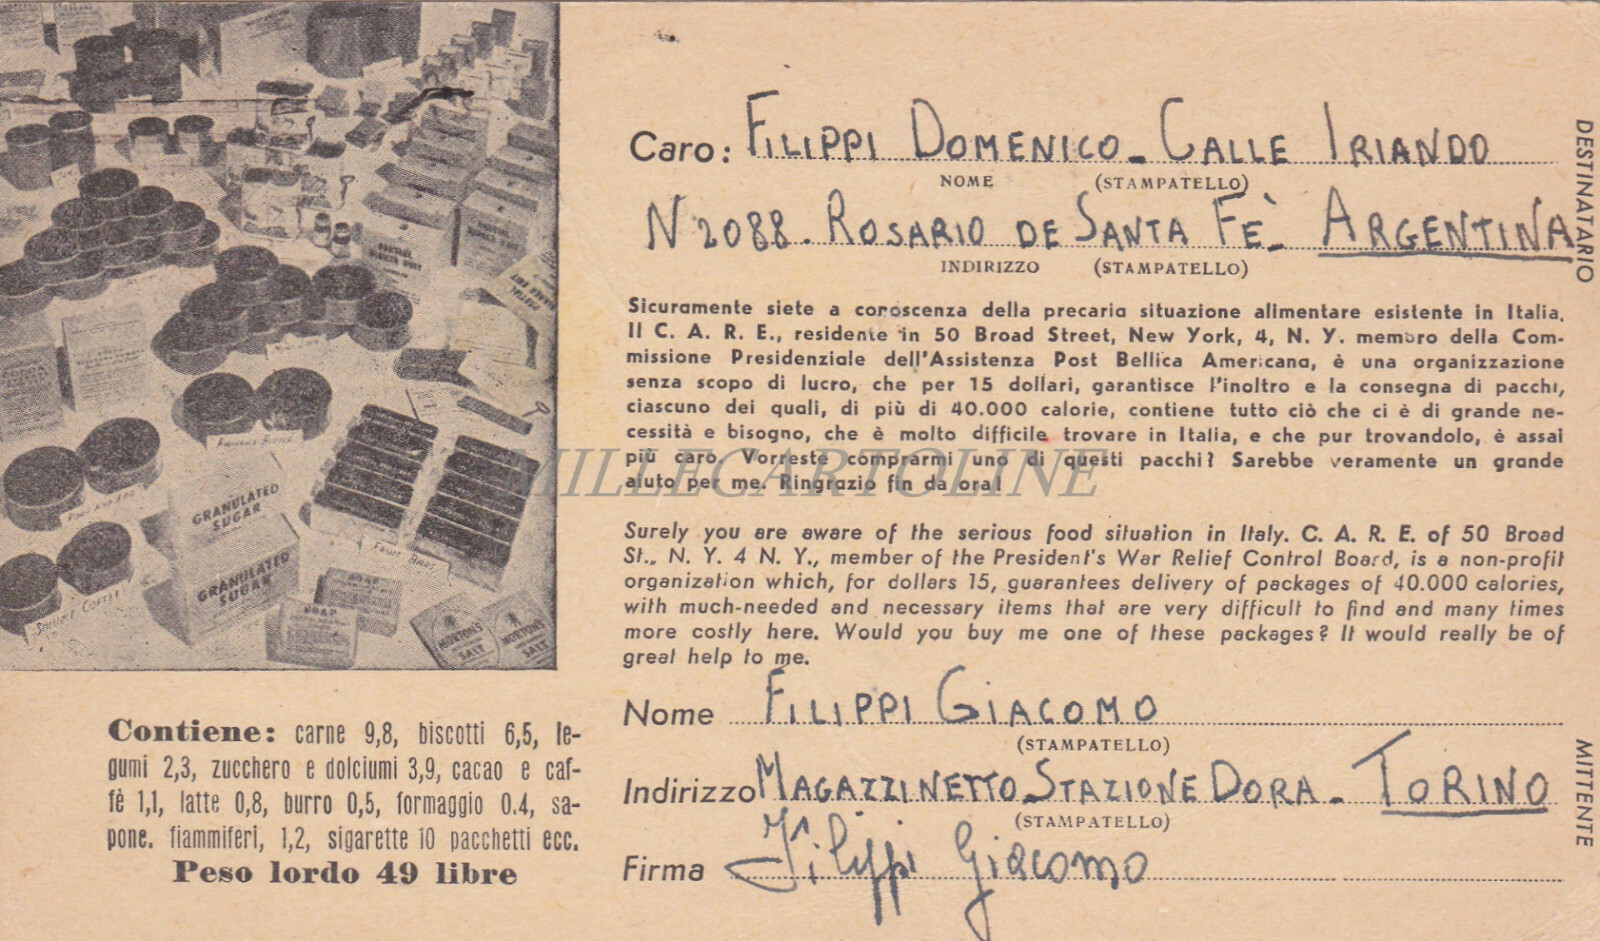 Caro: FILIPPI DOMENICO - CALLE IRIANDO
NOME (STAMPATELLO)
N 2088. ROSARIO DE SANTA FÈ - ARGENTINA
INDIRIZZO (STAMPATELLO)
DESTINATARIO
Sicuramente siete a conoscenza della precaria situazione alimentare esistente in Italia.
Il C. A. R. E., residente in 50 Broad Street, New York, 4, N. Y. membro della Com-
missione Presidenziale dell'Assistenza Post Bellica Americana, è una organizzazione
senza scopo di lucro, che per 15 dollari, garantisce l'inoltro e la consegna di pacchi,
ciascuno dei quali, di più di 40.000 calorie, contiene tutto ciò che ci è di grande ne-
cessità e bisogno, che è molto difficile trovare in Italia, e che pur trovandolo, è assai
più caro. Vorreste comprarmi uno di questi pacchi? Sarebbe veramente un grande
aiuto per me. Ringrazio fin da ora!
MILLECARTOLINE
Surely you are aware of the serious food situation in Italy. C. A. R. E. of 50 Broad
St., N. Y. 4 N. Y., member of the President's War Relief Control Board, is a non-profit
organization which, for dollars 15, guarantees delivery of packages of 40.000 calories,
with much-needed and necessary items that are very difficult to find and many times
more costly here. Would you buy me one of these packages? It would really be of
great help to me.
Nome FILIPPI GIACOMO
(STAMPATELLO)
Indirizzo MAGAZZINETTO - STAZIONE DORA - TORINO
(STAMPATELLO)
Firma Filippi Giacomo
MITTENTE
GRANULATED
SUGAR
GRANULATED
SUGAR
FRUIT BARS
SOAP
SOAP
SOLUBLE COFFEE
MORTON'S
SALT
MORTON'S
SALT
Contiene: carne 9,8, biscotti 6,5, le-
gumi 2,3, zucchero e dolciumi 3,9, cacao e caf-
fè 1,1, latte 0,8, burro 0,5, formaggio 0.4, sa-
pone. fiammiferi, 1,2, sigarette 10 pacchetti ecc.
Peso lordo 49 libre